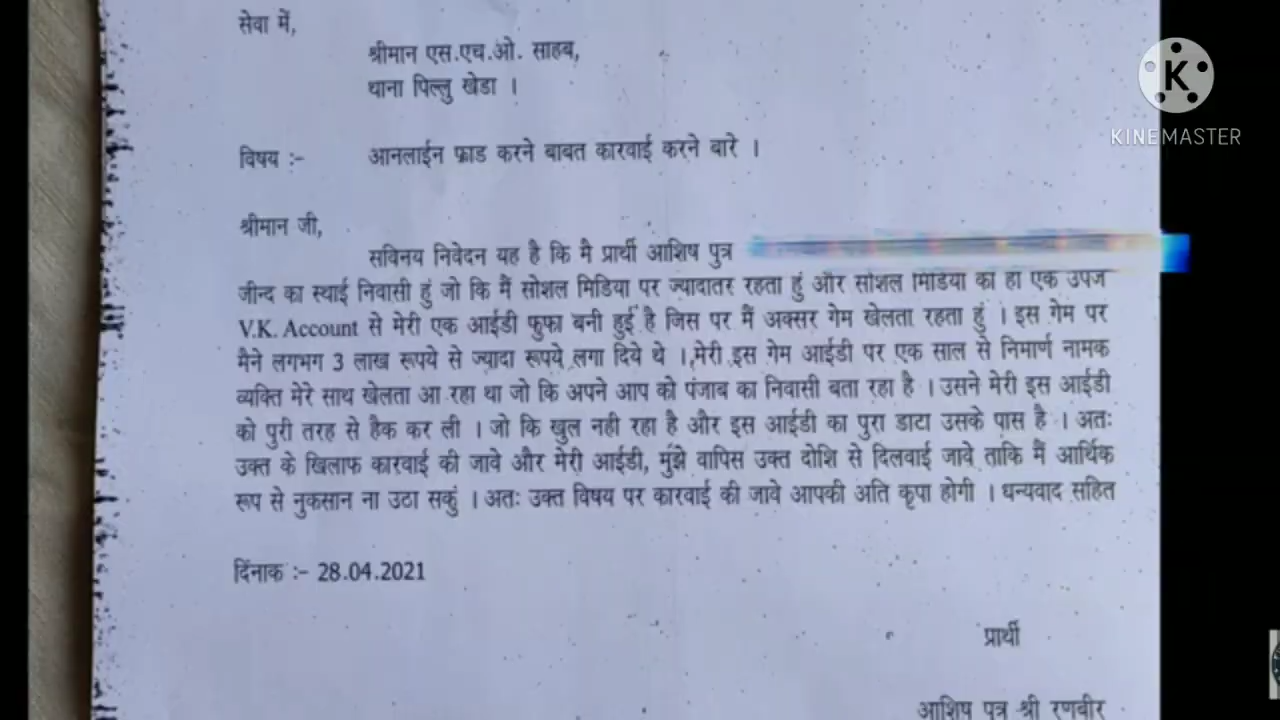 सेवा में,
श्रीमान एस.एच.ओ. साहब,
थाना पिल्लु खेडा ।
विषय :- आनलाईन फ्राड करने बाबत कारवाई करने बारे ।
श्रीमान जी,
सविनय निवेदन यह है कि मै प्रार्थी आशिष पुत्र
जीन्द का स्थाई निवासी हुं जो कि मैं सोशल मिडिया पर ज्यादातर रहता हुं और सोशल मिडिया का हा एक उपज
V.K. Account से मेरी एक आईडी फुफा बनी हुई है जिस पर मैं अक्सर गेम खेलता रहता हुं । इस गेम पर
मैने लगभग 3 लाख रूपये से ज्यादा रूपये लगा दिये थे । मेरी इस गेम आईडी पर एक साल से निमार्ण नामक
व्यक्ति मेरे साथ खेलता आ रहा था जो कि अपने आप को पंजाब का निवासी बता रहा है । उसने मेरी इस आईडी
को पुरी तरह से हैक कर ली । जो कि खुल नही रहा है और इस आईडी का पुरा डाटा उसके पास है । अतः
उक्त के खिलाफ कारवाई की जावे और मेरी आईडी, मुंझे वापिस उक्त दोशि से दिलवाई जावे ताकि मैं आर्थिक
रूप से नुकसान ना उठा सकुं । अतः उक्त विषय पर कारवाई की जावे आपकी अति कृपा होगी । धन्यवाद सहित
दिंनाक :- 28.04.2021
प्रार्थी
आशिष पुत्र श्री रणबीर
K
KINEMASTER